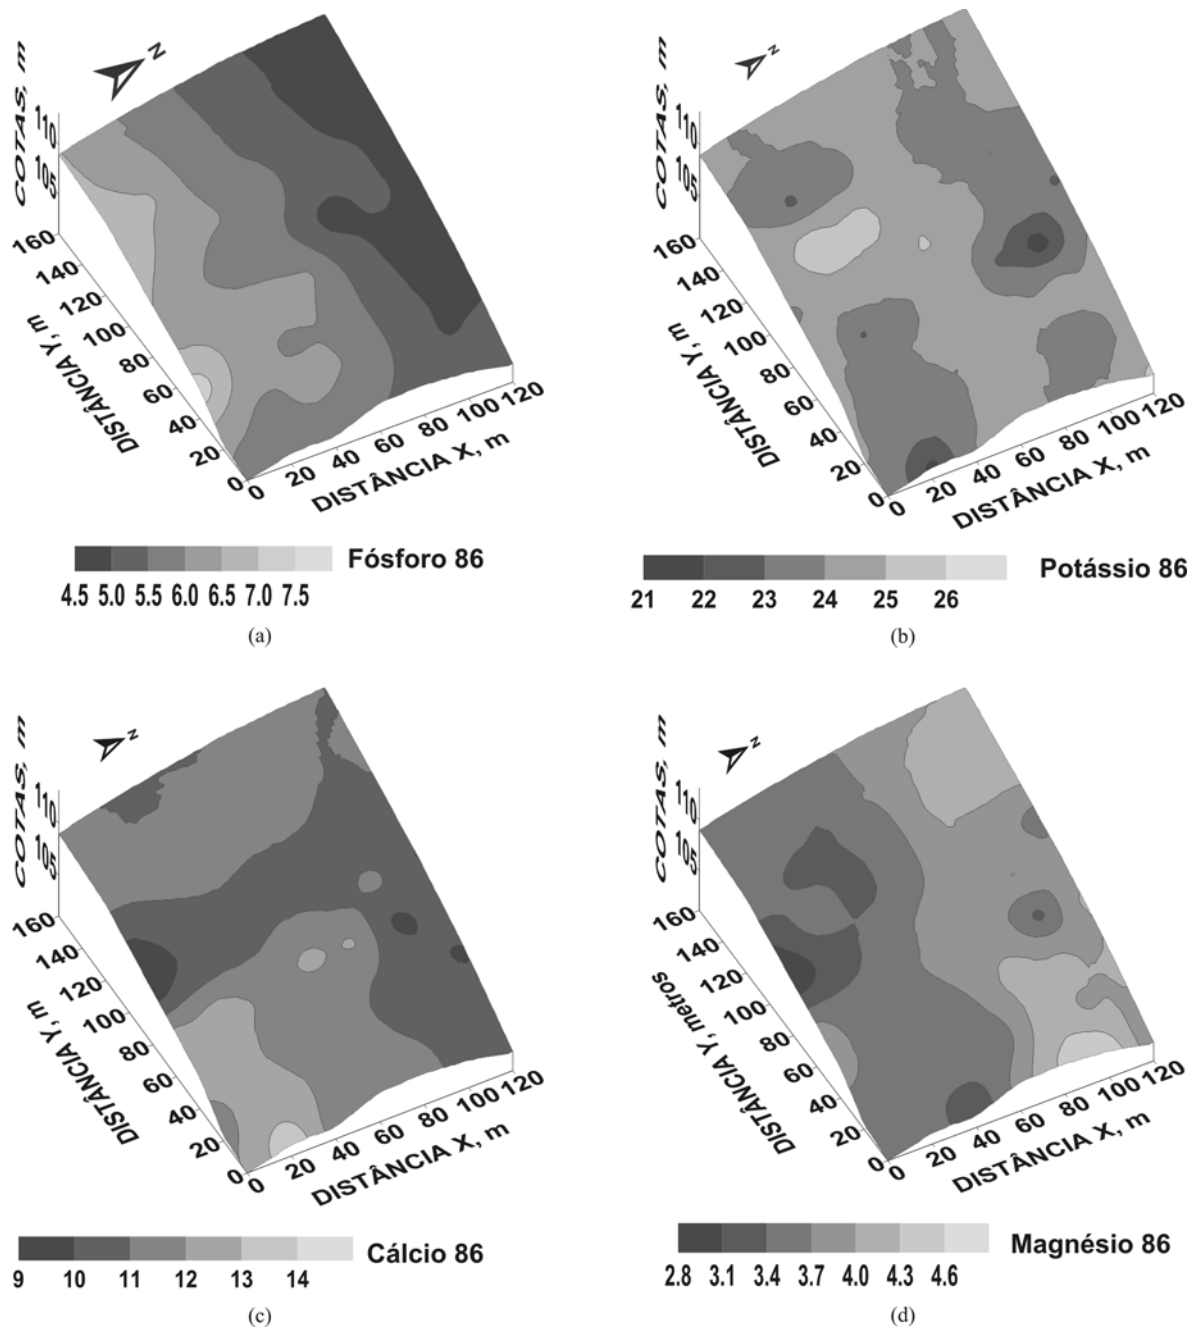 N
COTAS, m
110
105
160
140
120
100
80
60
40
20
0
DISTÂNCIA Y, m
0 20 40 60 80 100 120
DISTÂNCIA X, m
Fósforo 86
4.5 5.0 5.5 6.0 6.5 7.0 7.5
(a)
N
COTAS, m
110
105
160
140
120
100
80
60
40
20
0
DISTÂNCIA Y, m
0 20 40 60 80 100 120
DISTÂNCIA X, m
Potássio 86
21 22 23 24 25 26
(b)
N
COTAS, m
110
105
160
140
120
100
80
60
40
20
0
DISTÂNCIA Y, m
0 20 40 60 80 100 120
DISTÂNCIA X, m
Cálcio 86
9 10 11 12 13 14
(c)
N
COTAS, m
110
105
160
140
120
100
80
60
40
20
0
DISTÂNCIA Y, metros
0 20 40 60 80 100 120
DISTÂNCIA X, m
Magnésio 86
2.8 3.1 3.4 3.7 4.0 4.3 4.6
(d)